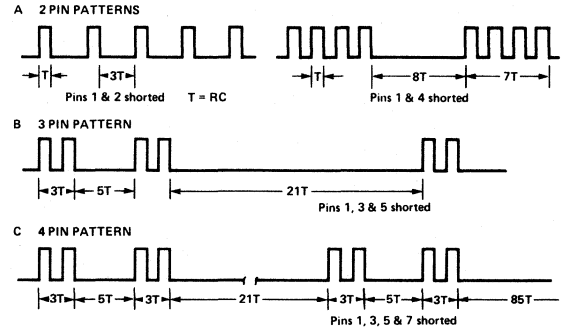 A 2 PIN PATTERNS
T 3T T 8T 7T
Pins 1 & 2 shorted T = RC Pins 1 & 4 shorted
B 3 PIN PATTERN
3T 5T 21T
Pins 1, 3 & 5 shorted
C 4 PIN PATTERN
3T 5T 3T 21T 3T 5T 3T 85T
Pins 1, 3, 5 & 7 shorted